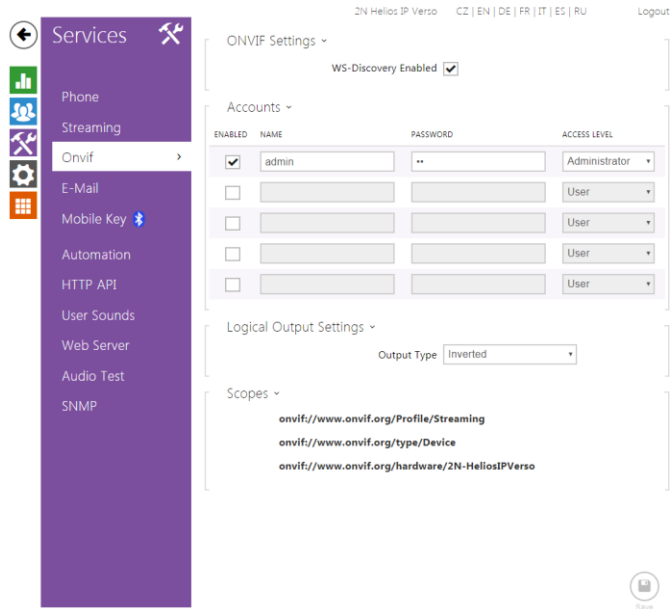 2N Helios IP Verso CZ | EN | DE | FR | IT | ES | RU Logout
Services
Phone
Streaming
Onvif
E-Mail
Mobile Key
Automation
HTTP API
User Sounds
Web Server
Audio Test
SNMP
ONVIF Settings
WS-Discovery Enabled
Accounts
ENABLED NAME PASSWORD ACCESS LEVEL
admin •• Administrator
User
User
User
User
Logical Output Settings
Output Type Inverted
Scopes
onvif://www.onvif.org/Profile/Streaming
onvif://www.onvif.org/type/Device
onvif://www.onvif.org/hardware/2N-HeliosIPVerso
Save